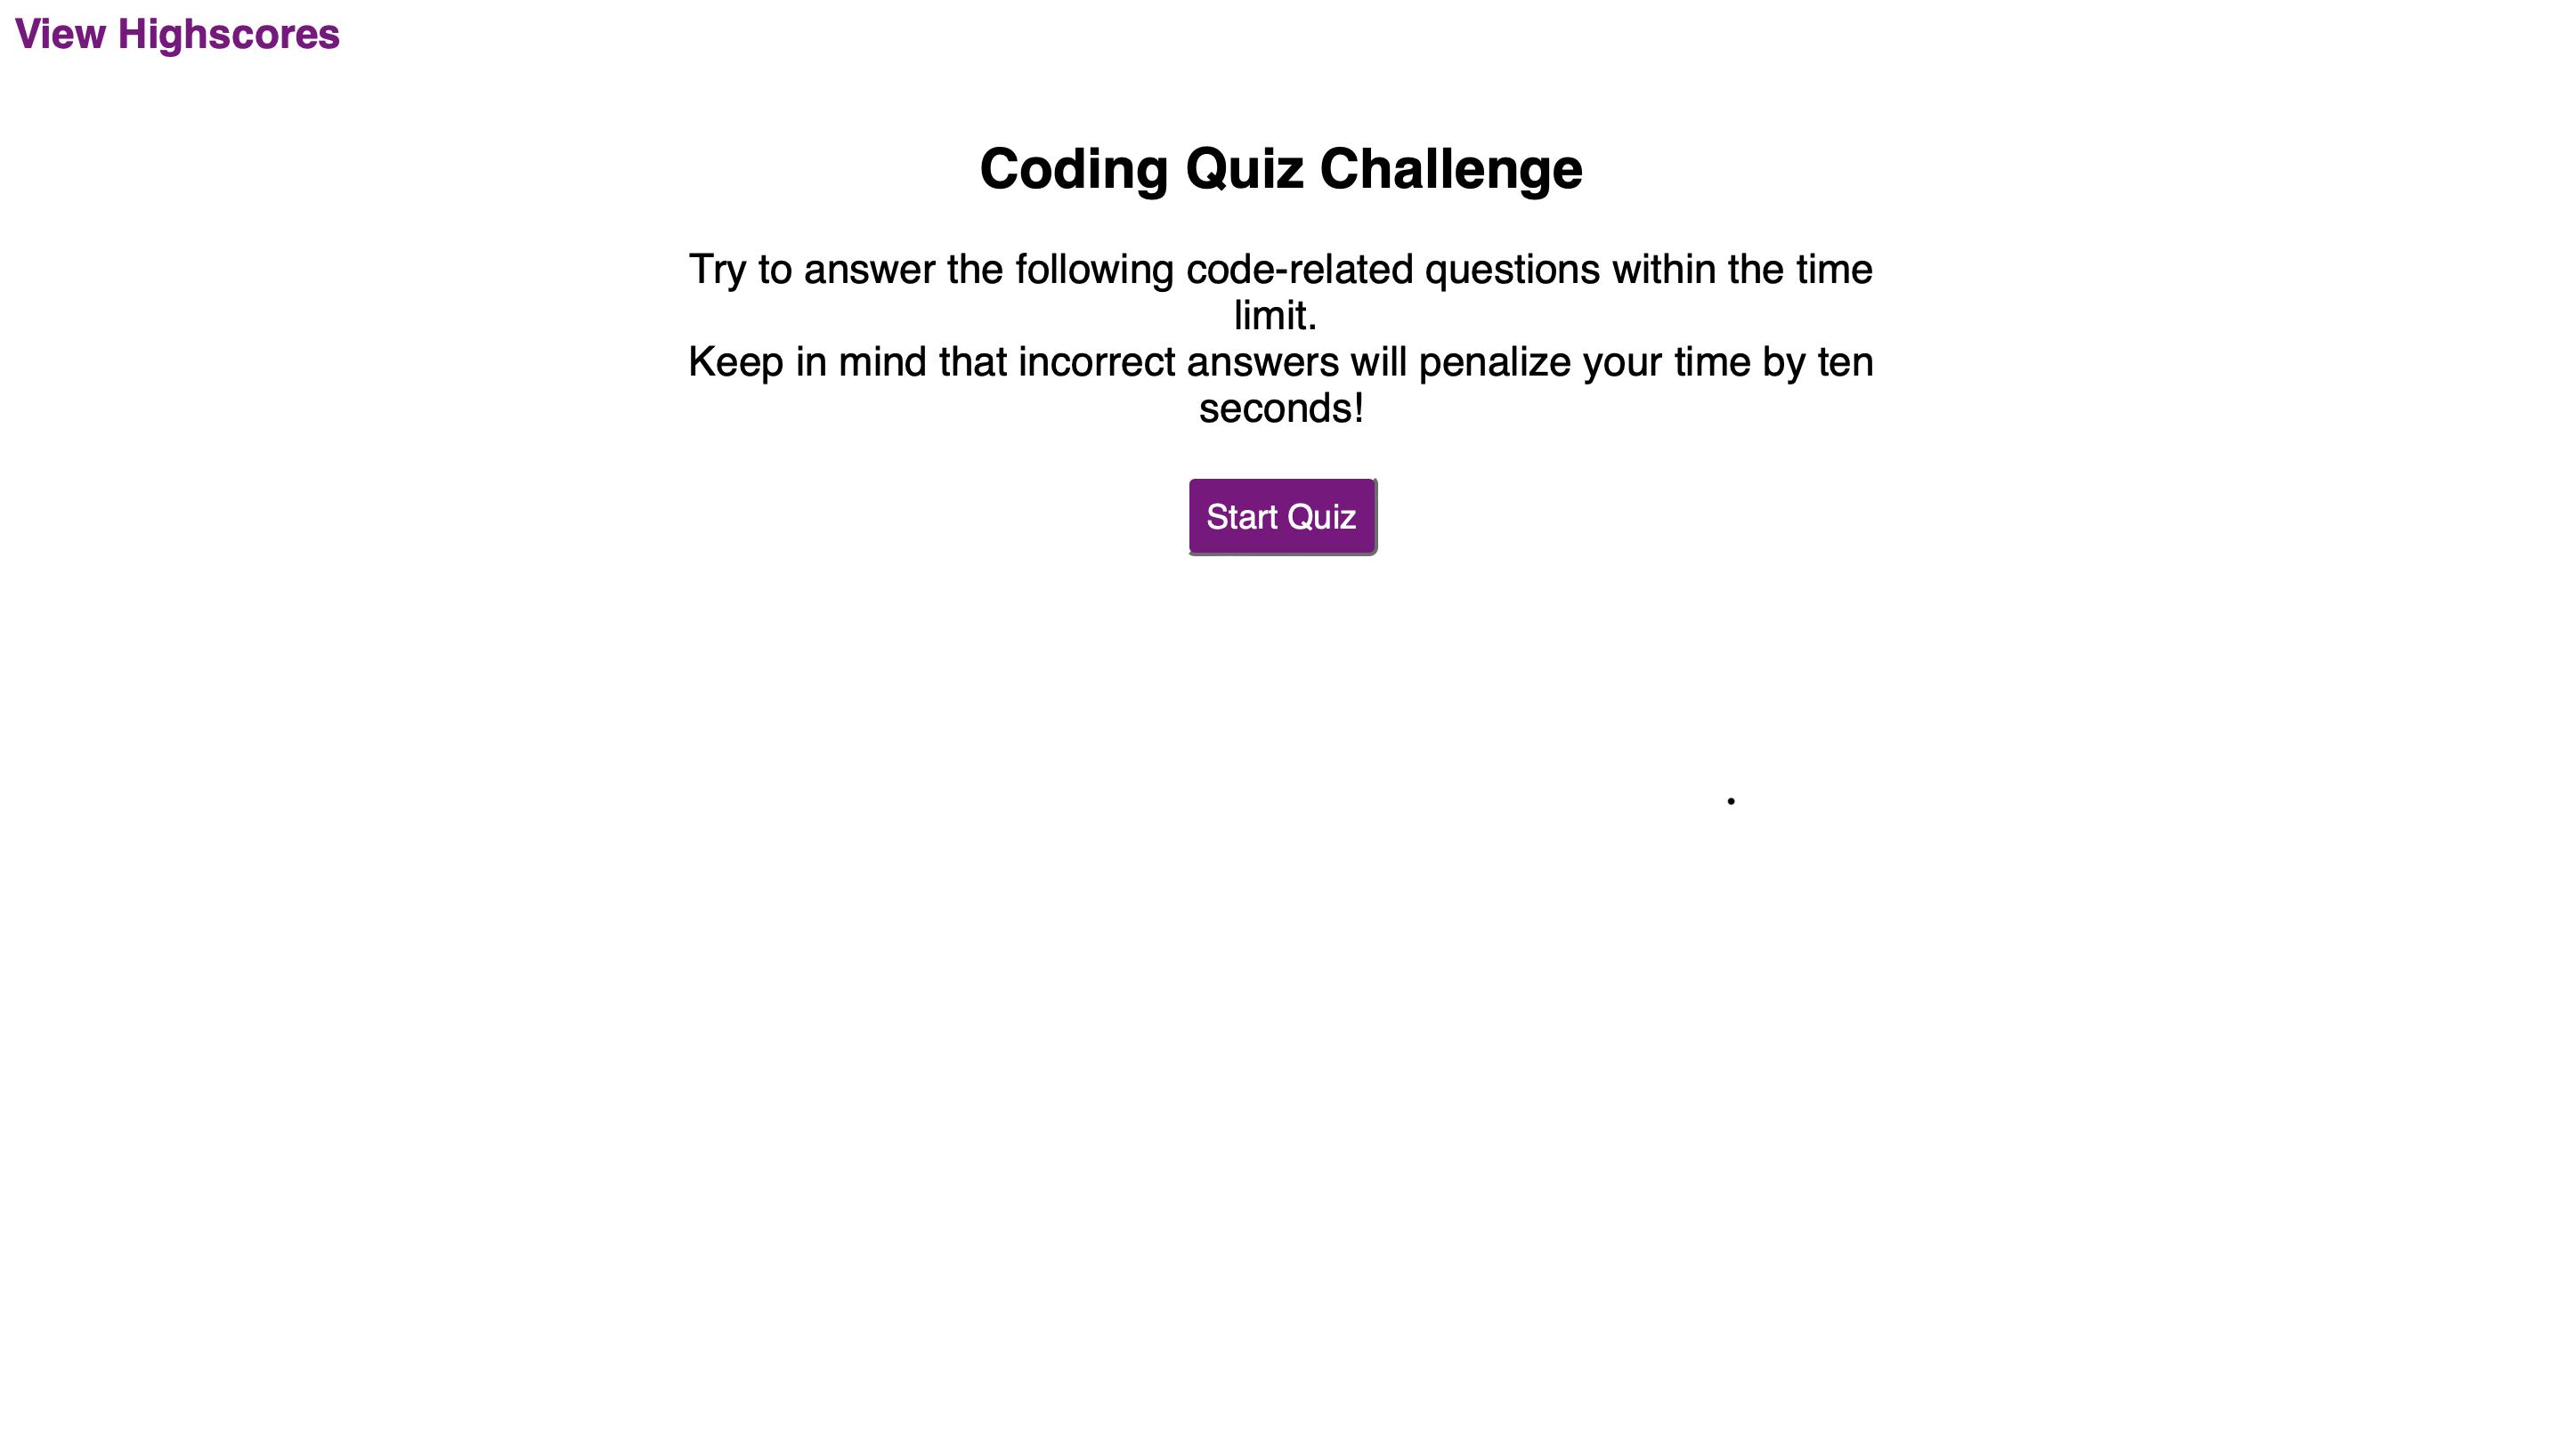 View Highscores
Coding Quiz Challenge
Try to answer the following code-related questions within the time
limit.
Keep in mind that incorrect answers will penalize your time by ten
seconds!
Start Quiz
.